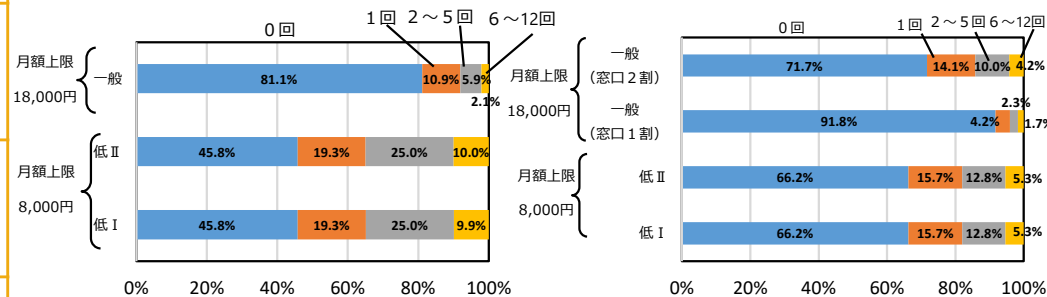 0回
1回 2～5回 6～12回
月額上限
18,000円
一般
81.1% 10.9% 5.9%
2.1%
月額上限
8,000円
低Ⅱ
45.8% 19.3% 25.0% 10.0%
低Ⅰ
45.8% 19.3% 25.0% 9.9%
0% 20% 40% 60% 80% 100%
0回
1回 2～5回 6～12回
月額上限
18,000円
一般
（窓口2割）
71.7% 14.1% 10.0% 4.2%
一般
（窓口1割）
2.3%
91.8% 4.2% 1.7%
月額上限
8,000円
低Ⅱ
66.2% 15.7% 12.8% 5.3%
低Ⅰ
66.2% 15.7% 12.8% 5.3%
0% 20% 40% 60% 80% 100%